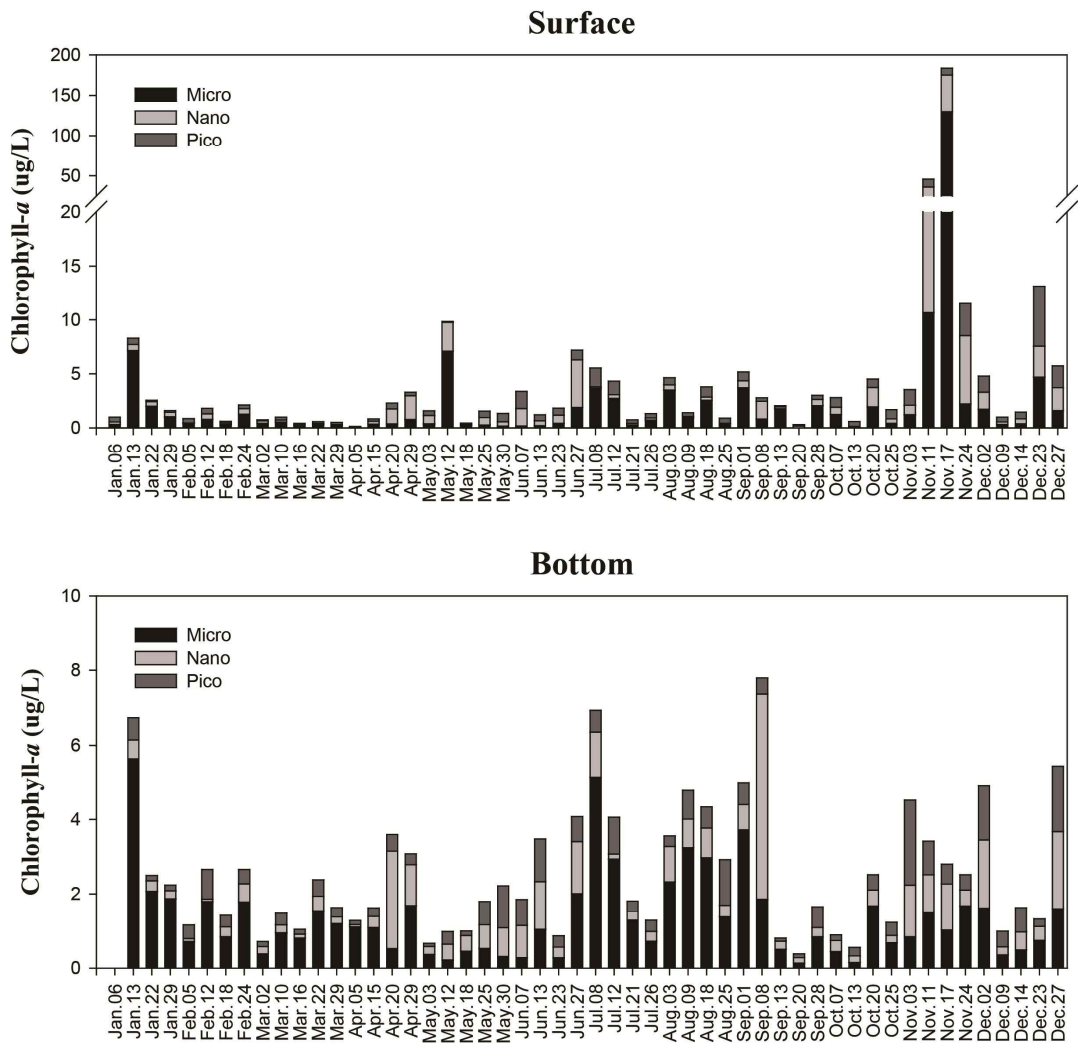 Surface
Chlorophyll-a (ug/L)
200
150
100
50
20
15
10
5
0
Micro
Nano
Pico
Jan.06
Jan.13
Jan.22
Jan.29
Feb.05
Feb.12
Feb.18
Feb.24
Mar.02
Mar.10
Mar.16
Mar.22
Mar.29
Apr.05
Apr.15
Apr.20
Apr.29
May.03
May.12
May.18
May.25
May.30
Jun.07
Jun.13
Jun.23
Jun.27
Jul.08
Jul.12
Jul.21
Jul.26
Aug.03
Aug.09
Aug.18
Aug.25
Sep.01
Sep.08
Sep.13
Sep.20
Sep.28
Oct.07
Oct.13
Oct.20
Oct.25
Nov.03
Nov.11
Nov.17
Nov.24
Dec.02
Dec.09
Dec.14
Dec.23
Dec.27
Bottom
Chlorophyll-a (ug/L)
10
8
6
4
2
0
Micro
Nano
Pico
Jan.06
Jan.13
Jan.22
Jan.29
Feb.05
Feb.12
Feb.18
Feb.24
Mar.02
Mar.10
Mar.16
Mar.22
Mar.29
Apr.05
Apr.15
Apr.20
Apr.29
May.03
May.12
May.18
May.25
May.30
Jun.07
Jun.13
Jun.23
Jun.27
Jul.08
Jul.12
Jul.21
Jul.26
Aug.03
Aug.09
Aug.18
Aug.25
Sep.01
Sep.08
Sep.13
Sep.20
Sep.28
Oct.07
Oct.13
Oct.20
Oct.25
Nov.03
Nov.11
Nov.17
Nov.24
Dec.02
Dec.09
Dec.14
Dec.23
Dec.27